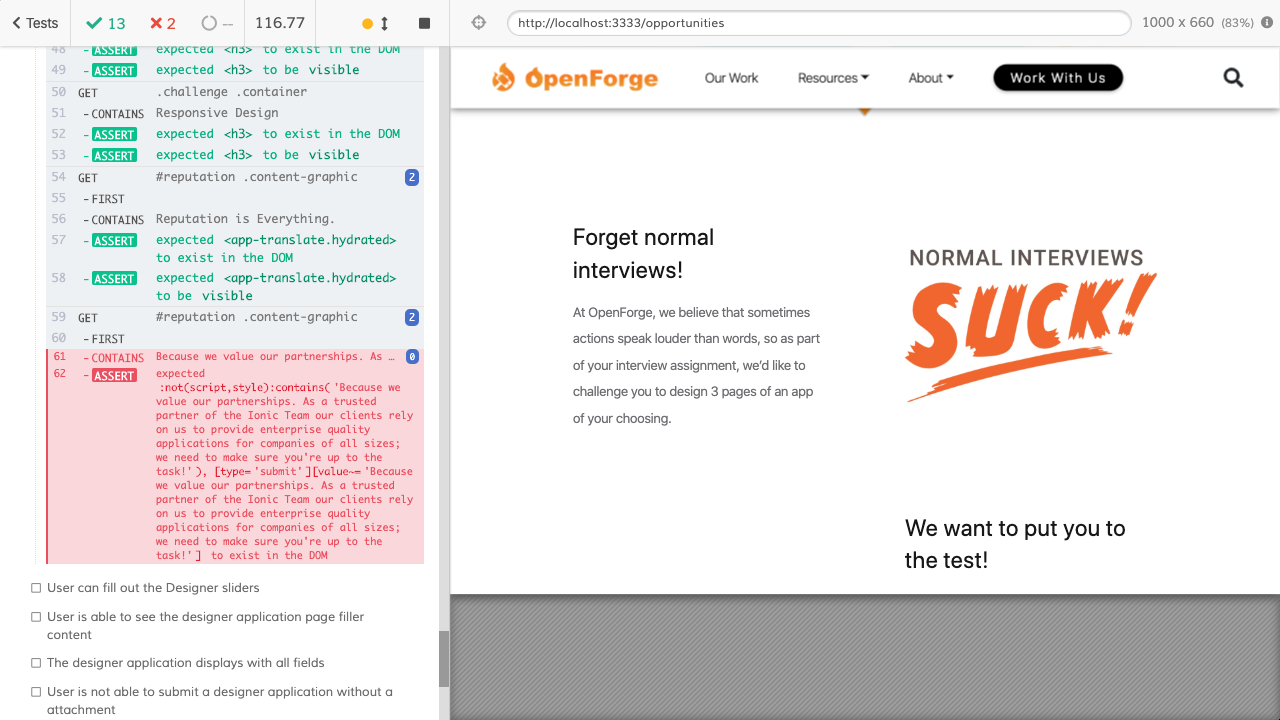 Tests
13
2
--
116.77
http://localhost:3333/opportunities
1000 x 660 (83%)
48 - ASSERT expected <h3> to exist in the DOM
49 - ASSERT expected <h3> to be visible
50 GET .challenge .container
51 - CONTAINS Responsive Design
52 - ASSERT expected <h3> to exist in the DOM
53 - ASSERT expected <h3> to be visible
54 GET #reputation .content-graphic 2
55 - FIRST
56 - CONTAINS Reputation is Everything.
57 - ASSERT expected <app-translate.hydrated>
to exist in the DOM
58 - ASSERT expected <app-translate.hydrated>
to be visible
59 GET #reputation .content-graphic 2
60 - FIRST
61 - CONTAINS Because we value our partnerships. As … 0
62 - ASSERT expected
:not(script,style):contains('Because we
value our partnerships. As a trusted
partner of the Ionic Team our clients rely
on us to provide enterprise quality
applications for companies of all sizes;
we need to make sure you're up to the
task!'), [type='submit'][value~='Because
we value our partnerships. As a trusted
partner of the Ionic Team our clients rely
on us to provide enterprise quality
applications for companies of all sizes;
we need to make sure you're up to the
task!'] to exist in the DOM
User can fill out the Designer sliders
User is able to see the designer application page filler
content
The designer application displays with all fields
User is not able to submit a designer application without a
attachment
OpenForge
Our Work
Resources
About
Work With Us
Forget normal
interviews!
At OpenForge, we believe that sometimes
actions speak louder than words, so as part
of your interview assignment, we’d like to
challenge you to design 3 pages of an app
of your choosing.
NORMAL INTERVIEWS
SUCK!
We want to put you to
the test!